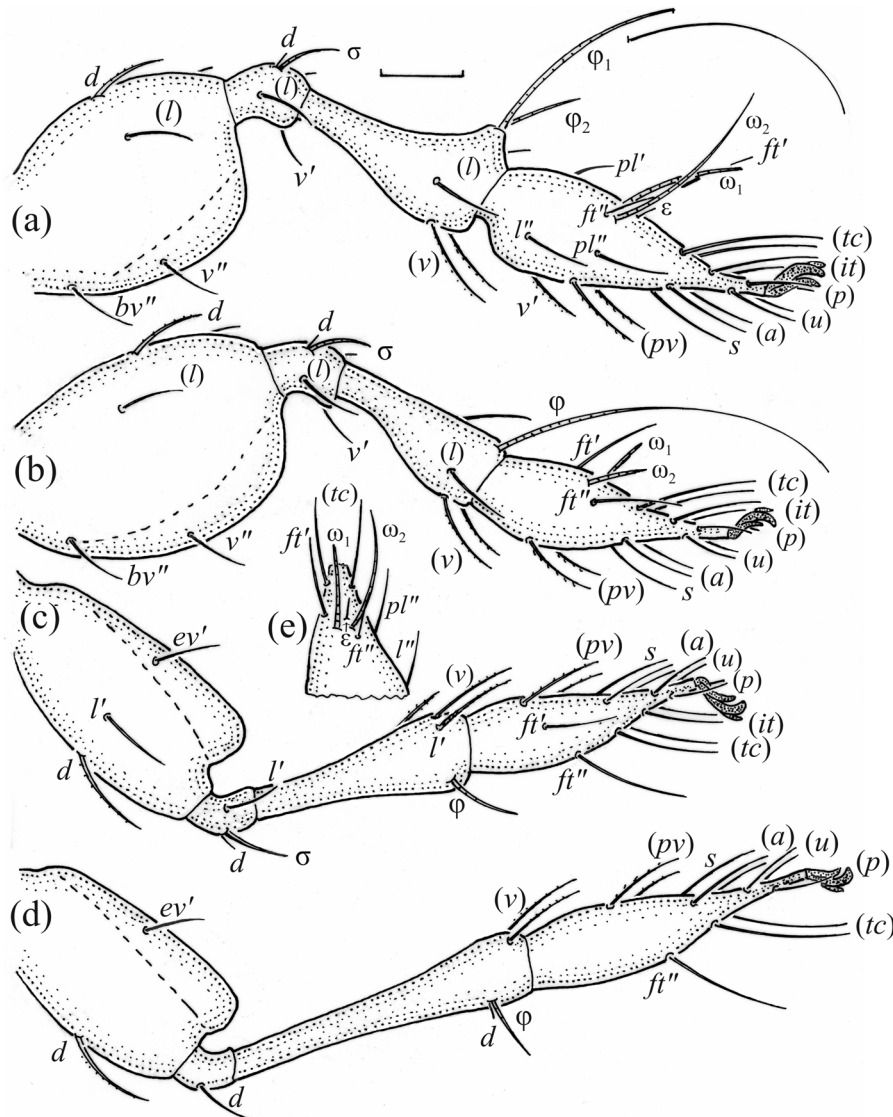 d
σ
d
(l)
(l)
φ₁
φ₂
ω₂
ft'
v'
(l)
pl'
ω₁
ft''
ε
(a)
l''
pl''
(tc)
(v)
(it)
v''
(p)
bv''
v'
(u)
(pv)
(a)
s
d
d
σ
(l)
(l)
φ
v'
ft'
ω₁
ω₂
(b)
(l)
ft''
(tc)
(tc)
(it)
(p)
ft'
ω₁
ω₂
v''
(v)
(u)
bv''
(pv)
(a)
s
(c)
(e)
pl''
ε
l''
ft''
ev'
(v)
(pv)
s
(a)
(u)
(p)
l'
l'
ft'
(it)
l'
(tc)
d
ft''
φ
d
σ
(a)
(u)
(p)
(pv)
s
(d)
ev'
(v)
(tc)
ft''
φ
d
d
d